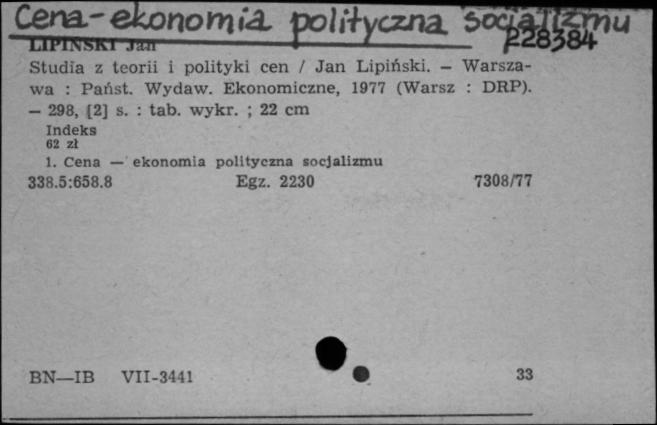 Cena-ekonomia polityczna socjalizmu
P28384
LIPIŃSKI Jan
Studia z teorii i polityki cen / Jan Lipiński. — Warsza-
wa : Państ. Wydaw. Ekonomiczne, 1977 (Warsz : DRP).
— 298, [2] s. : tab. wykr. ; 22 cm
Indeks
62 zł
1. Cena — ekonomia polityczna socjalizmu
338.5:658.8 Egz. 2230 7308/77
BN—IB VII-3441 33